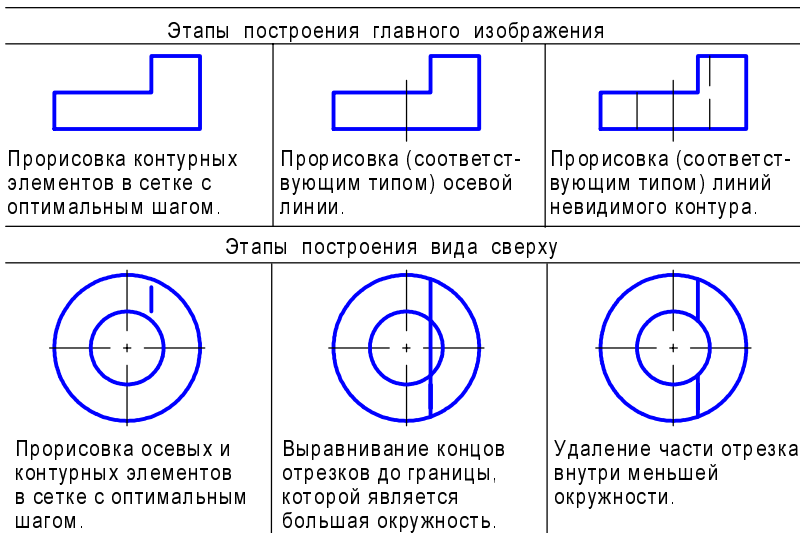 Этапы построения главного изображения
Прорисовка контурных
элементов в сетке с
оптимальным шагом.
Прорисовка (соответст-
вующим типом) осевой
линии.
Прорисовка (соответст-
вующим типом) линий
невидимого контура.
Этапы построения вида сверху
Прорисовка осевых и
контурных элементов
в сетке с оптимальным
шагом.
Выравнивание концов
отрезков до границы,
которой является
большая окружность.
Удаление части отрезка
внутри меньшей
окружности.